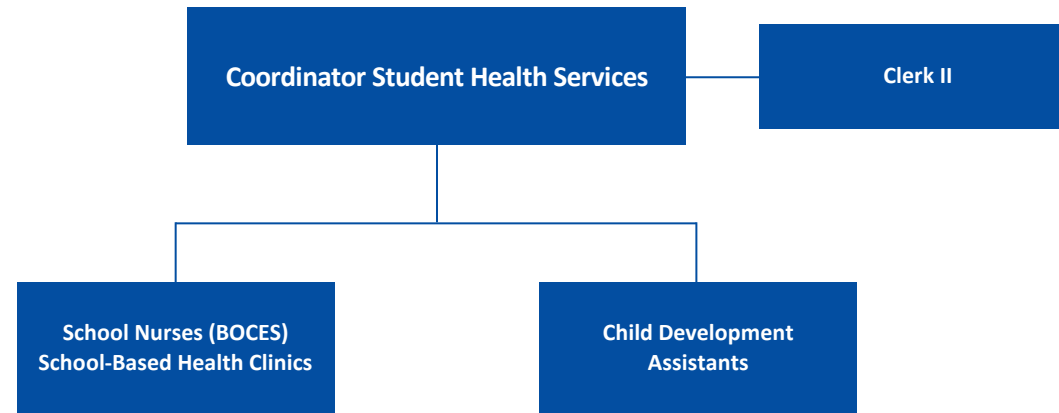 Coordinator Student Health Services
Clerk II
School Nurses (BOCES)
School-Based Health Clinics
Child Development
Assistants